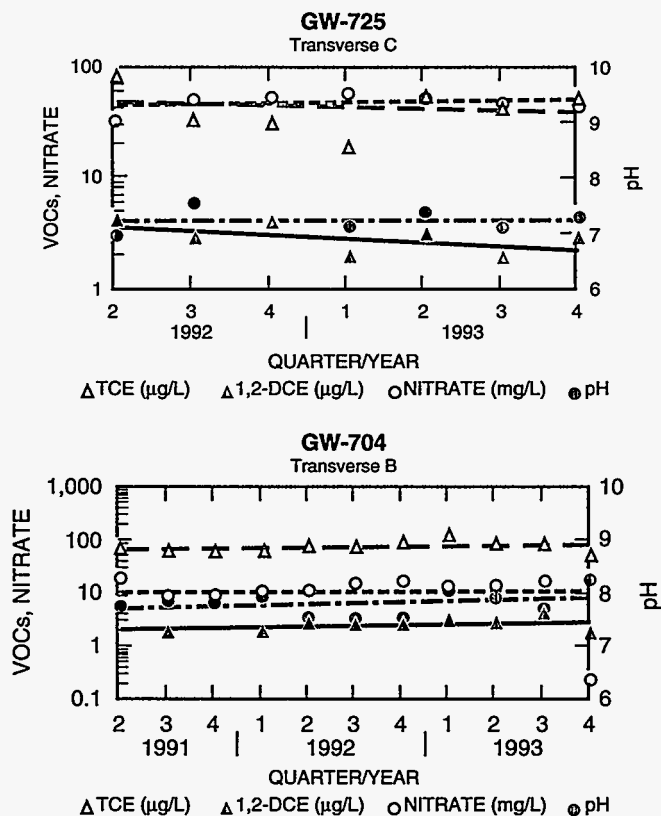 GW-725
Transverse C
100
10
1
VOCs, NITRATE
10
9
8
7
6
pH
2 3 4 1 2 3 4
1992 1993
QUARTER/YEAR
TCE (µg/L) 1,2-DCE (µg/L) NITRATE (mg/L) pH
GW-704
Transverse B
1,000
100
10
1
0.1
VOCs, NITRATE
10
9
8
7
6
pH
2 3 4 1 2 3 4 1 2 3 4
1991 1992 1993
QUARTER/YEAR
TCE (µg/L) 1,2-DCE (µg/L) NITRATE (mg/L) pH